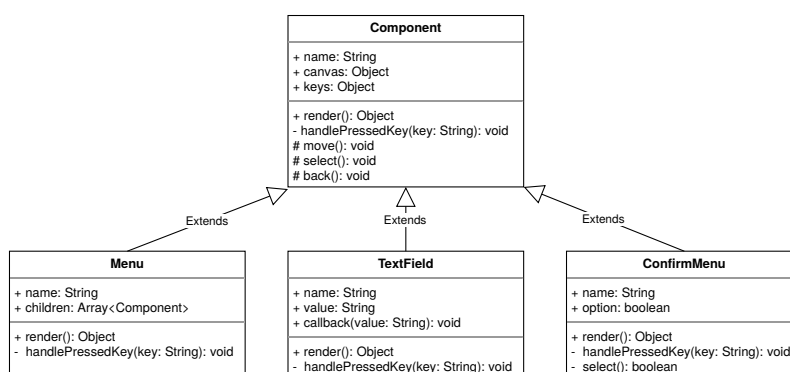 Component
+ name: String
+ canvas: Object
+ keys: Object
+ render(): Object
- handlePressedKey(key: String): void
# move(): void
# select(): void
# back(): void
Extends
Extends
Extends
Menu
+ name: String
+ children: Array<Component>
+ render(): Object
- handlePressedKey(key: String): void
TextField
+ name: String
+ value: String
+ callback(value: String): void
+ render(): Object
- handlePressedKey(key: String): void
ConfirmMenu
+ name: String
+ option: boolean
+ render(): Object
- handlePressedKey(key: String): void
- select(): boolean